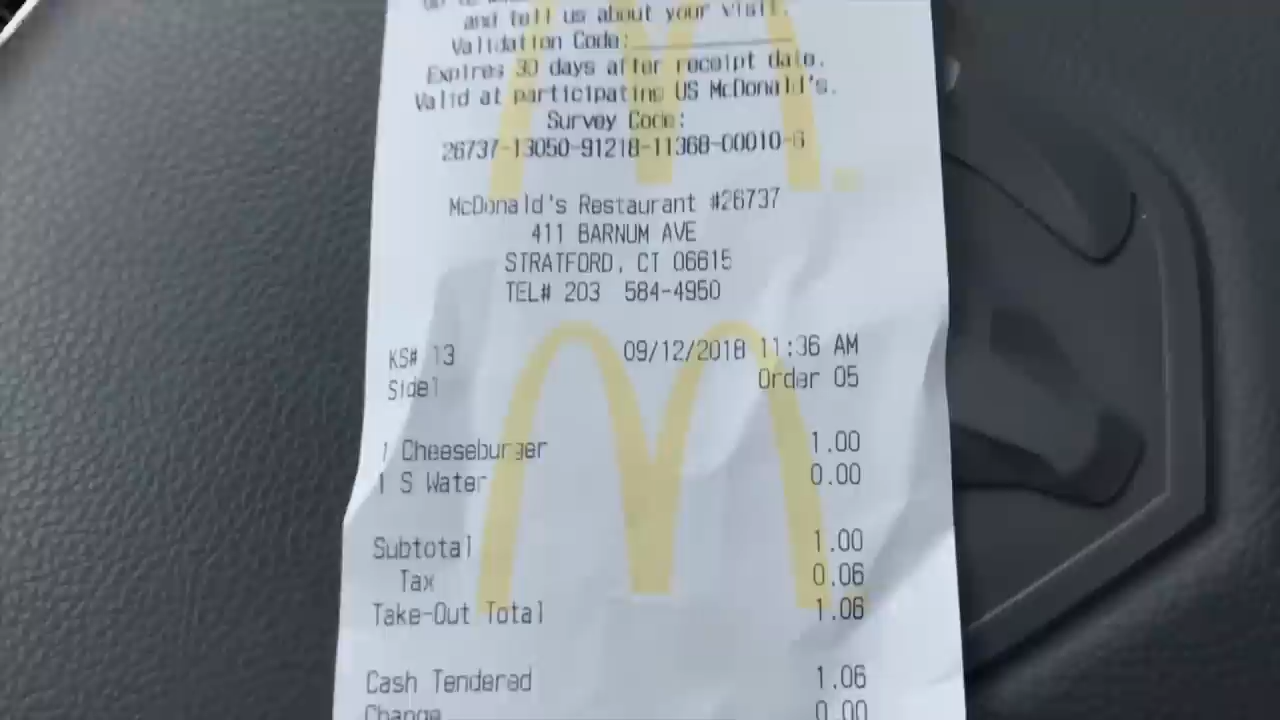 and tell us about your visit.
Validation Code:
Expires 30 days after receipt date.
Valid at participating US McDonald's.
Survey Code:
26737-13050-91218-11368-00010-6
McDonald's Restaurant #26737
411 BARNUM AVE
STRATFORD, CT 06615
TEL# 203 584-4950
KS# 13 09/12/2018 11:36 AM
Side1 Order 05
1 Cheeseburger 1.00
1 S Water 0.00
Subtotal 1.00
Tax 0.06
Take-Out Total 1.06
Cash Tendered 1.06
Change 0.00